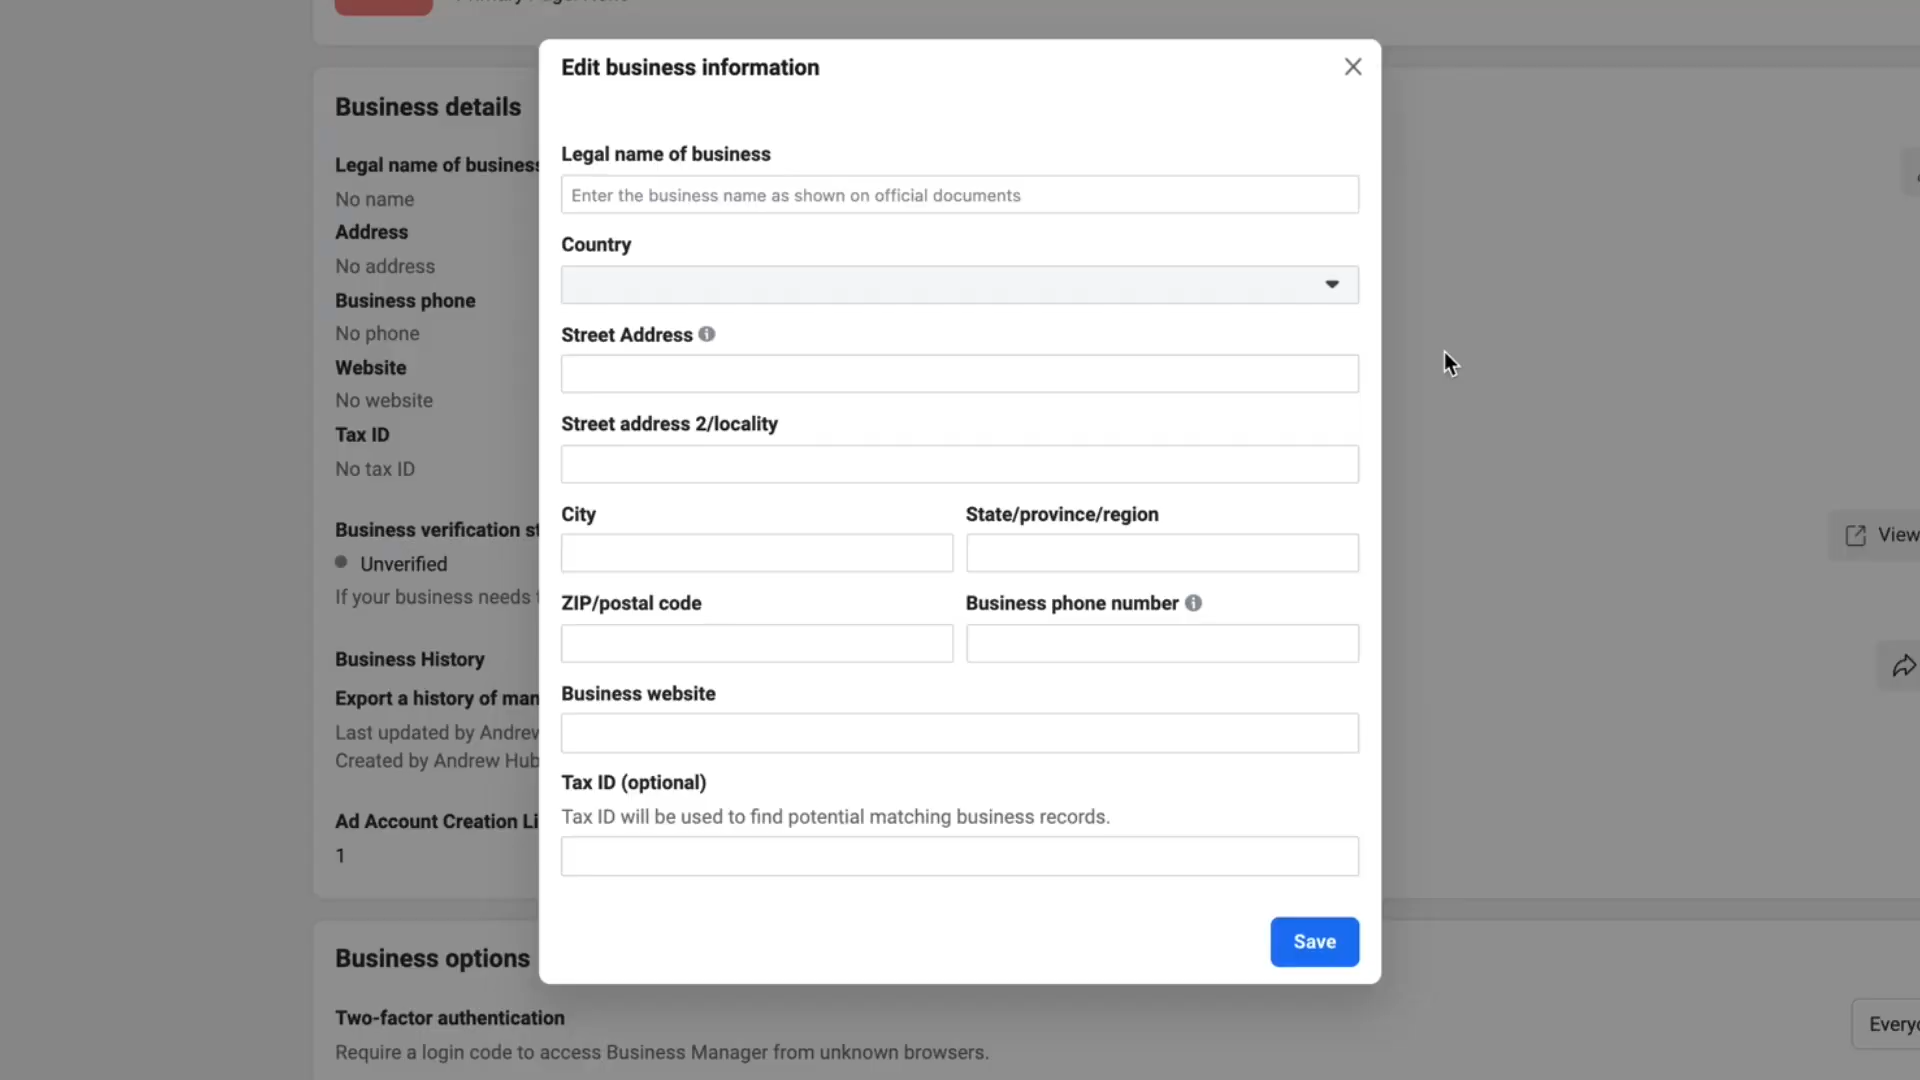 Edit business information
Legal name of business
Enter the business name as shown on official documents
Country
Street Address
Street address 2/locality
City
State/province/region
ZIP/postal code
Business phone number
Business website
Tax ID (optional)
Tax ID will be used to find potential matching business records.
Save
Business details
Legal name of business
No name
Address
No address
Business phone
No phone
Website
No website
Tax ID
No tax ID
Business verification st
Unverified
If your business needs
Business History
Export a history of man
Last updated by Andrew
Created by Andrew Hub
Ad Account Creation Li
1
View
Business options
Two-factor authentication
Require a login code to access Business Manager from unknown browsers.
Everyo